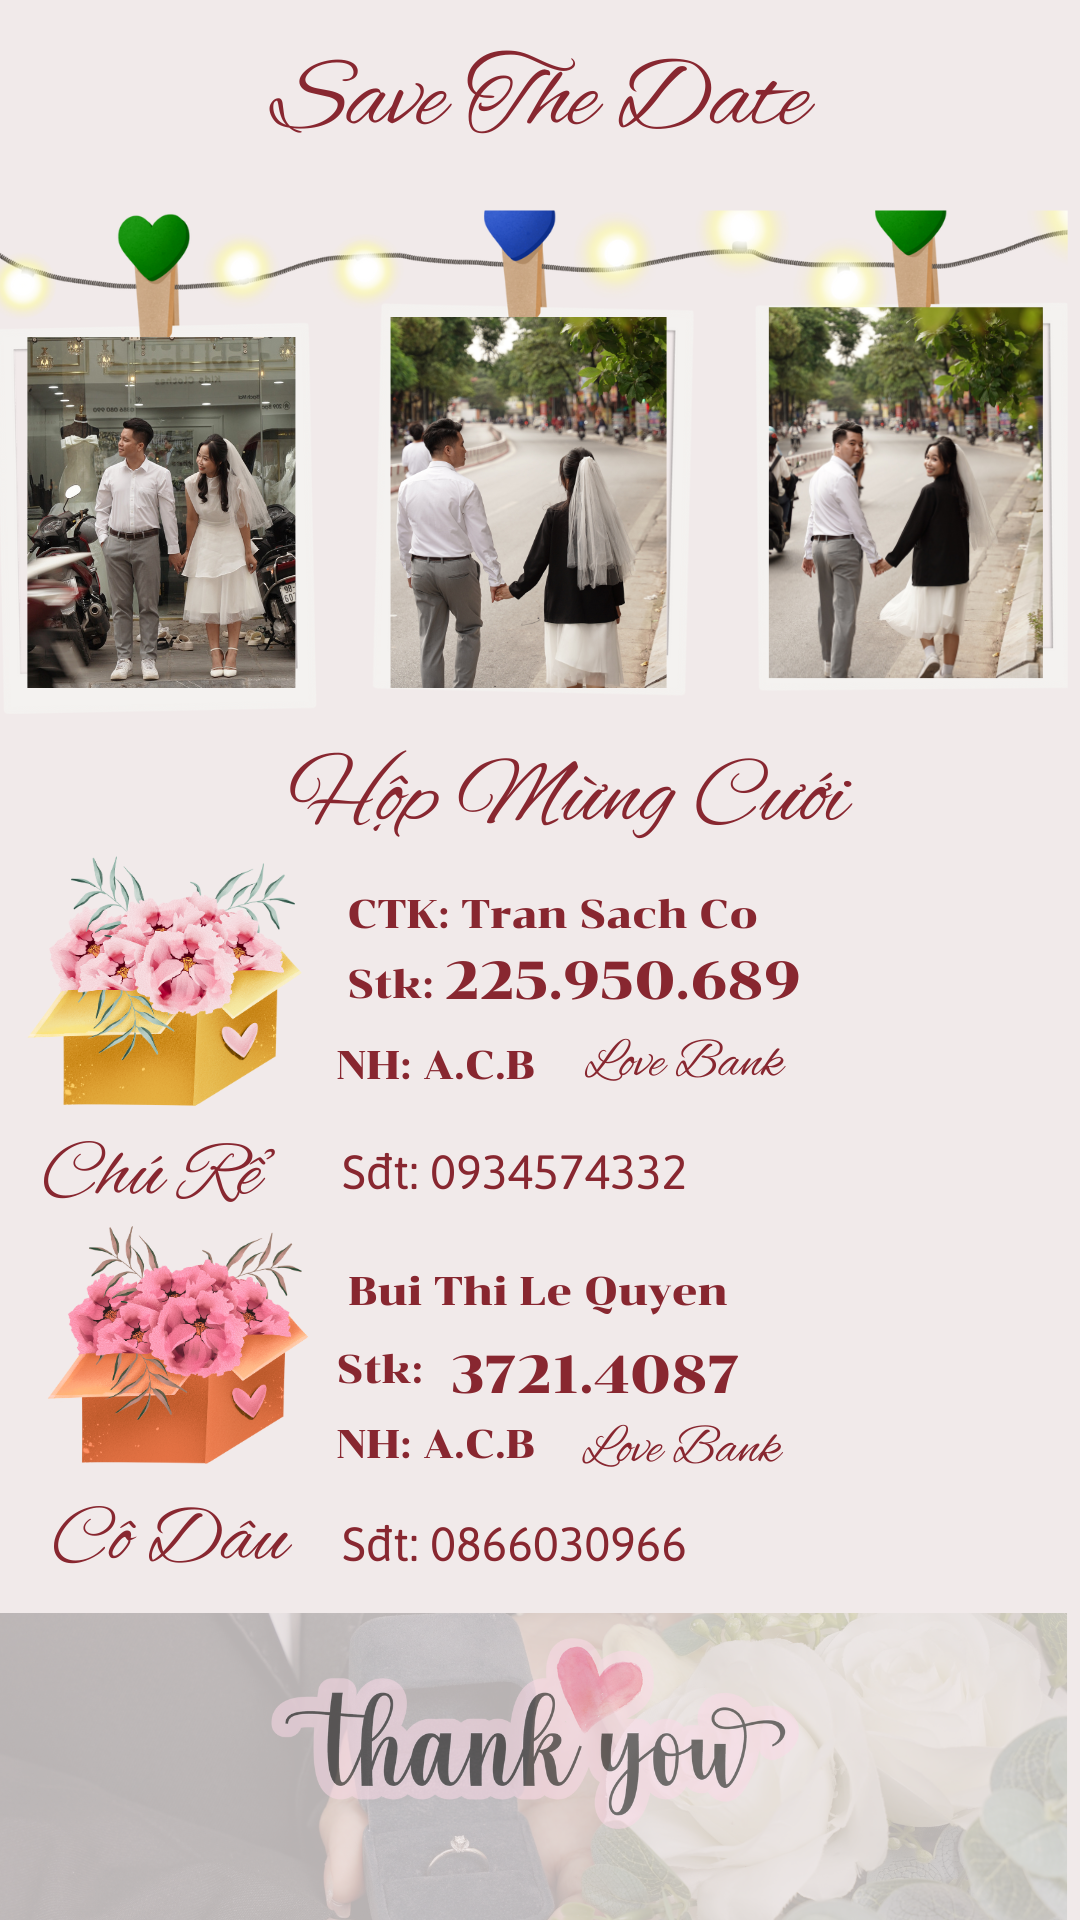 Save The Date
Hộp Mừng Cưới
CTK: Tran Sach Co
Stk: 225.950.689
NH: A.C.B Love Bank
Chú Rể Sđt: 0934574332
Bui Thi Le Quyen
Stk: 3721.4087
NH: A.C.B Love Bank
Cô Dâu Sđt: 0866030966
thank you